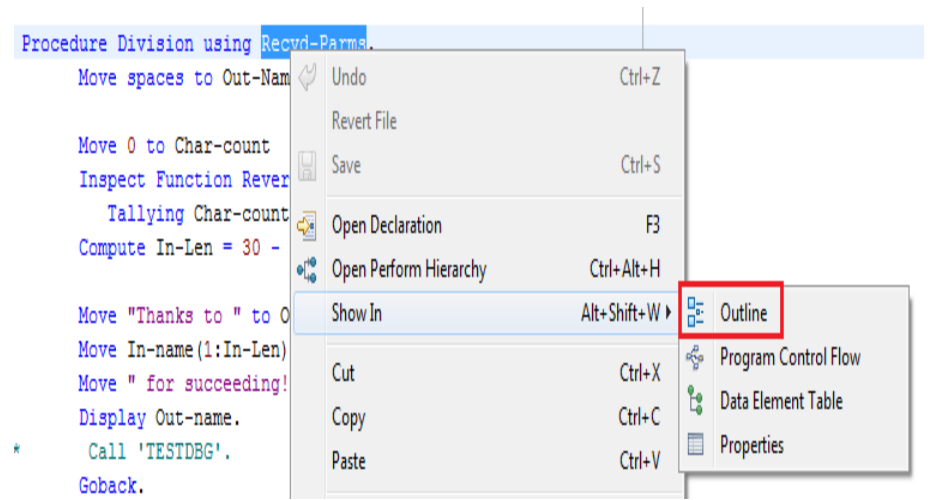 Procedure Division using Recvd-Parms.
Move spaces to Out-Nam
Move 0 to Char-count
Inspect Function Rever
Tallying Char-count
Compute In-Len = 30 -
Move "Thanks to " to O
Move In-name(1:In-Len)
Move " for succeeding!
Display Out-name.
* Call 'TESTDBG'.
Goback.
Undo Ctrl+Z
Revert File
Save Ctrl+S
Open Declaration F3
Open Perform Hierarchy Ctrl+Alt+H
Show In Alt+Shift+W
Cut Ctrl+X
Copy Ctrl+C
Paste Ctrl+V
Outline
Program Control Flow
Data Element Table
Properties